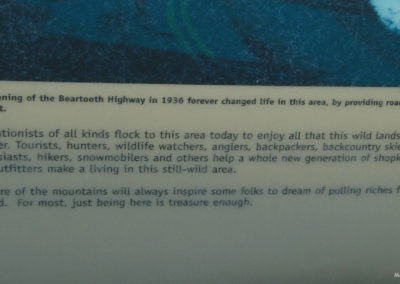 ening of the Beartooth Highway in 1936 forever changed life in this area, by providing roa
t.
ationists of all kinds flock to this area today to enjoy all that this wild lands
er. Tourists, hunters, wildlife watchers, anglers, backpackers, backcountry skie
siasts, hikers, snowmobilers and others help a whole new generation of shopk
utfitters make a living in this still-wild area.
re of the mountains will always inspire some folks to dream of pulling riches f
d. For most, just being here is treasure enough.